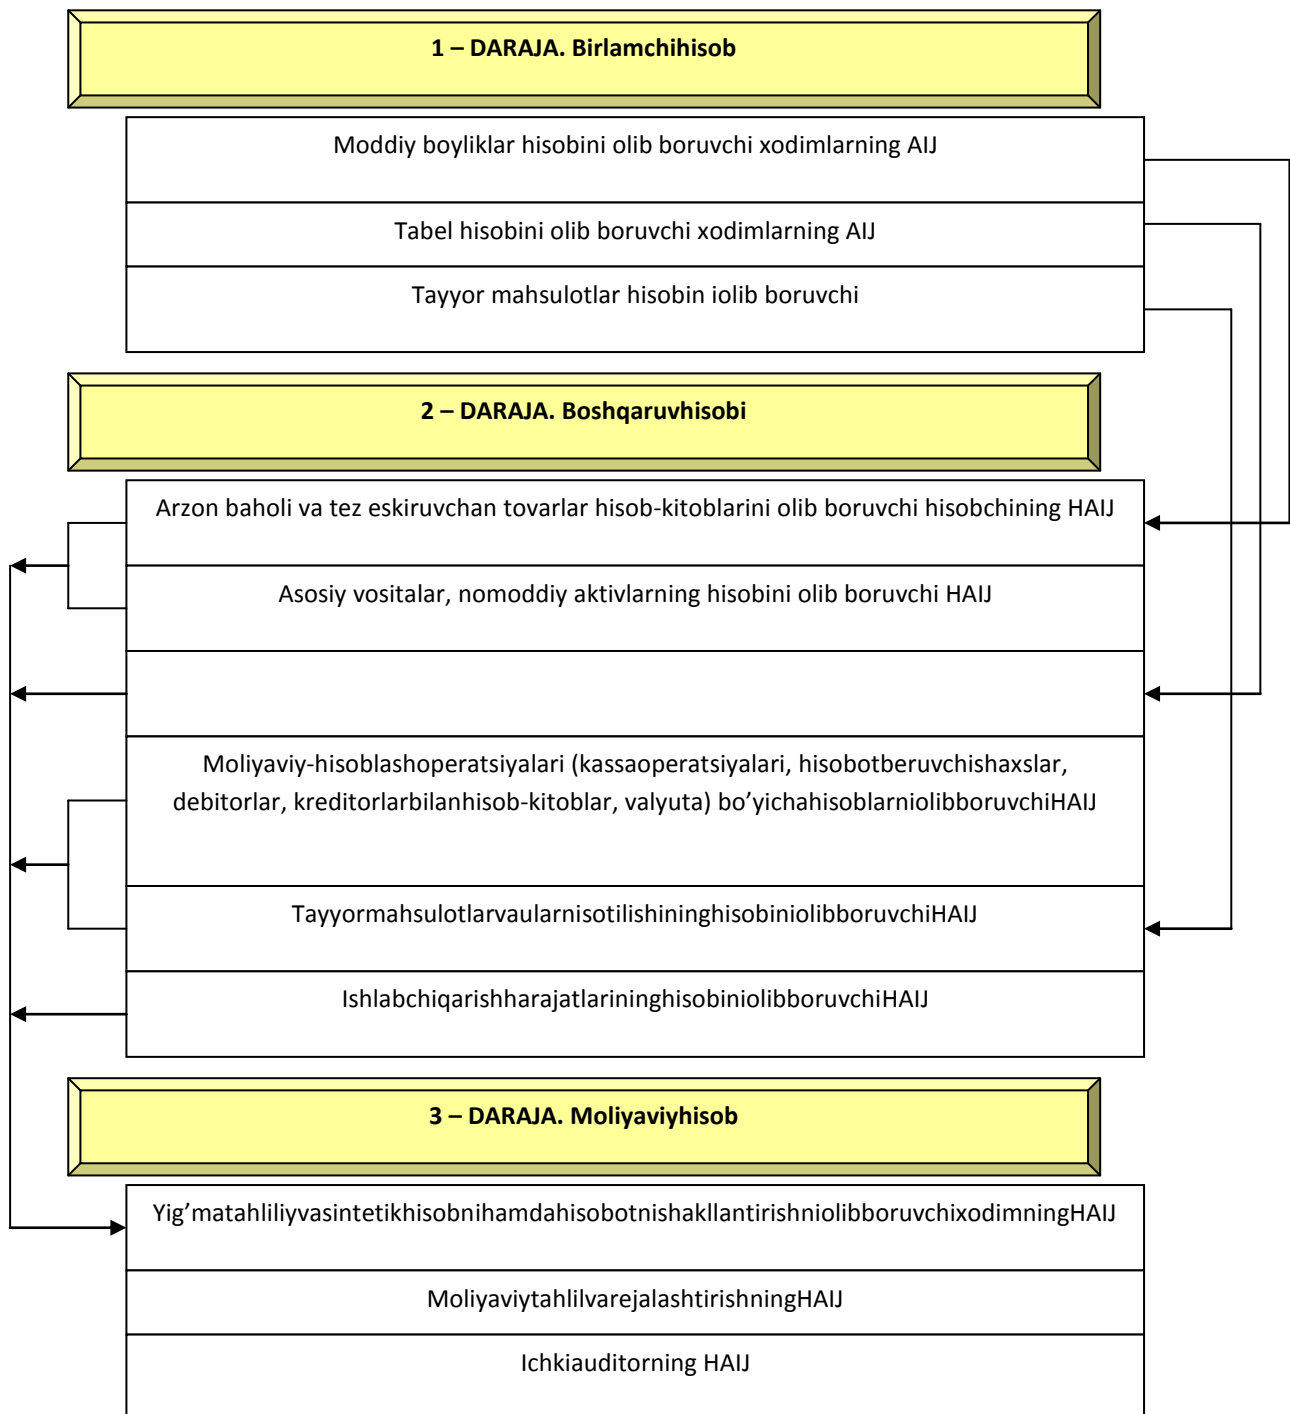 1 – DARAJA. Birlamchihisob
Moddiy boyliklar hisobini olib boruvchi xodimlarning AIJ
Tabel hisobini olib boruvchi xodimlarning AIJ
Tayyor mahsulotlar hisobin iolib boruvchi
2 – DARAJA. Boshqaruvhisobi
Arzon baholi va tez eskiruvchan tovarlar hisob-kitoblarini olib boruvchi hisobchining HAIJ
Asosiy vositalar, nomoddiy aktivlarning hisobini olib boruvchi HAIJ
Moliyaviy-hisoblashoperatsiyalari (kassaoperatsiyalari, hisobotberuvchishaxslar,
debitorlar, kreditorlarbilanhisob-kitoblar, valyuta) bo’yichahisoblarniolibboruvchiHAIJ
TayyormahsulotlarvaularnisotilishininghisobiniolibboruvchiHAIJ
IshlabchiqarishharajatlarininghisobiniolibboruvchiHAIJ
3 – DARAJA. Moliyaviyhisob
Yig’matahliliyvasintetikhisobnihamdahisobotnishakllantirishniolibboruvchixodimningHAIJ
MoliyaviytahlilvarejalashtirishningHAIJ
Ichkiauditorning HAIJ